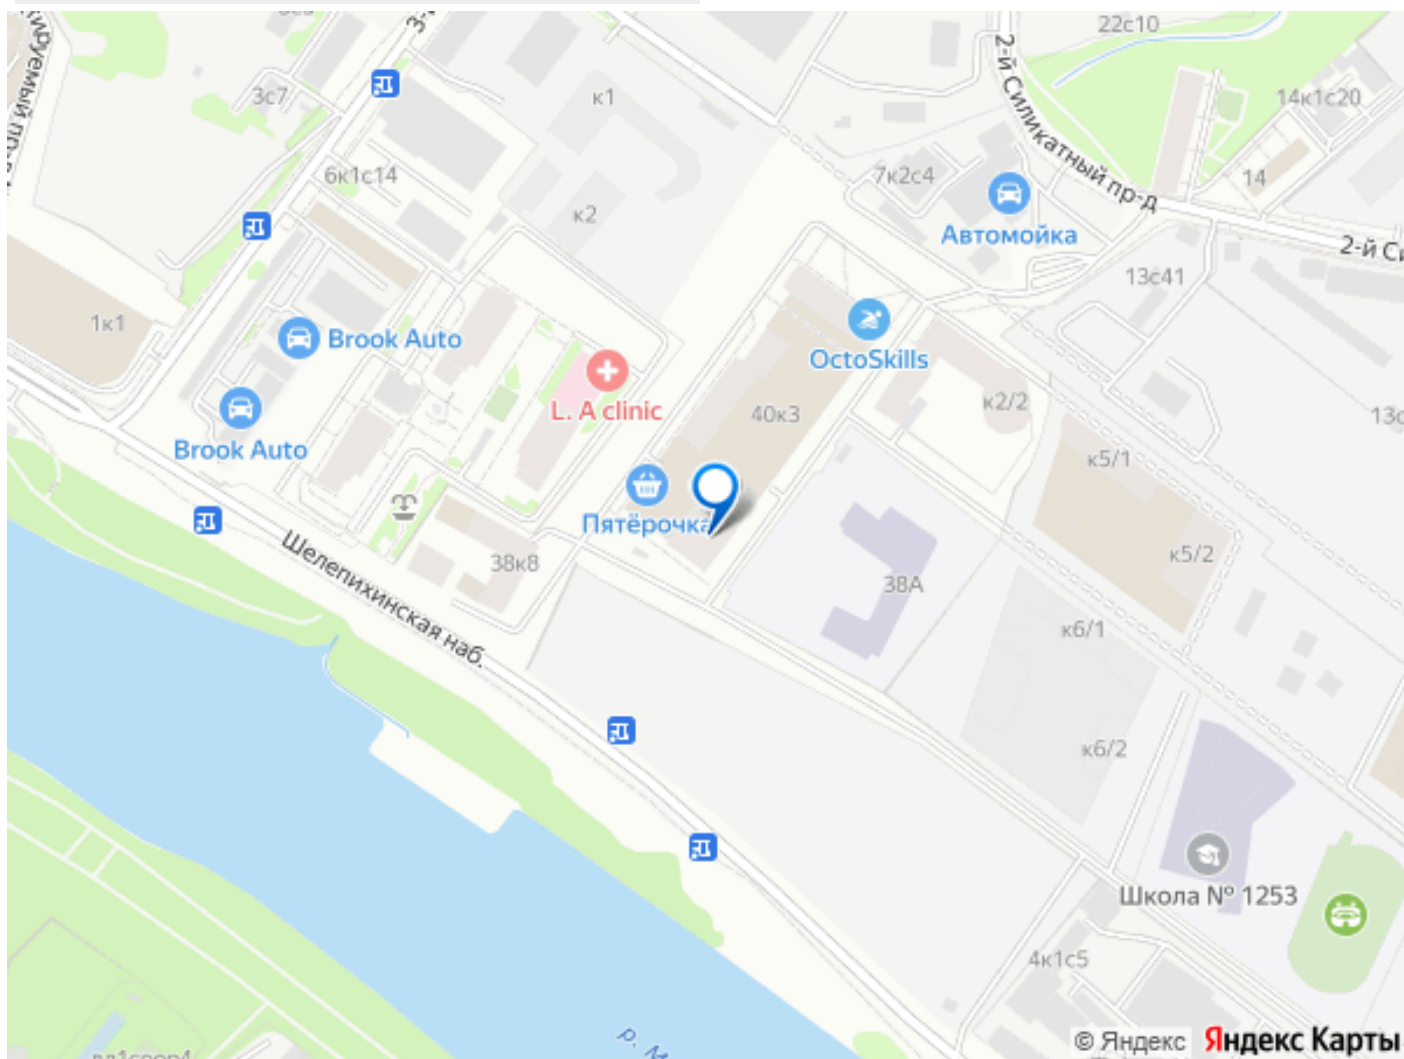 22с10
2-й Силикатный пр-д
3с7
к1
14к1с20
6к1с14
7к2с4
14
к2
Автомойка
2-й Си
13с41
1к1
Brook Auto
OctoSkills
L. A clinic
к2/2
40к3
13с
Brook Auto
к5/1
Пятёрочка
Шелепихинская наб.
38к8
к5/2
38А
к6/1
к6/2
Школа № 1253
4к1с5
р. М
© Яндекс Яндекс Карты